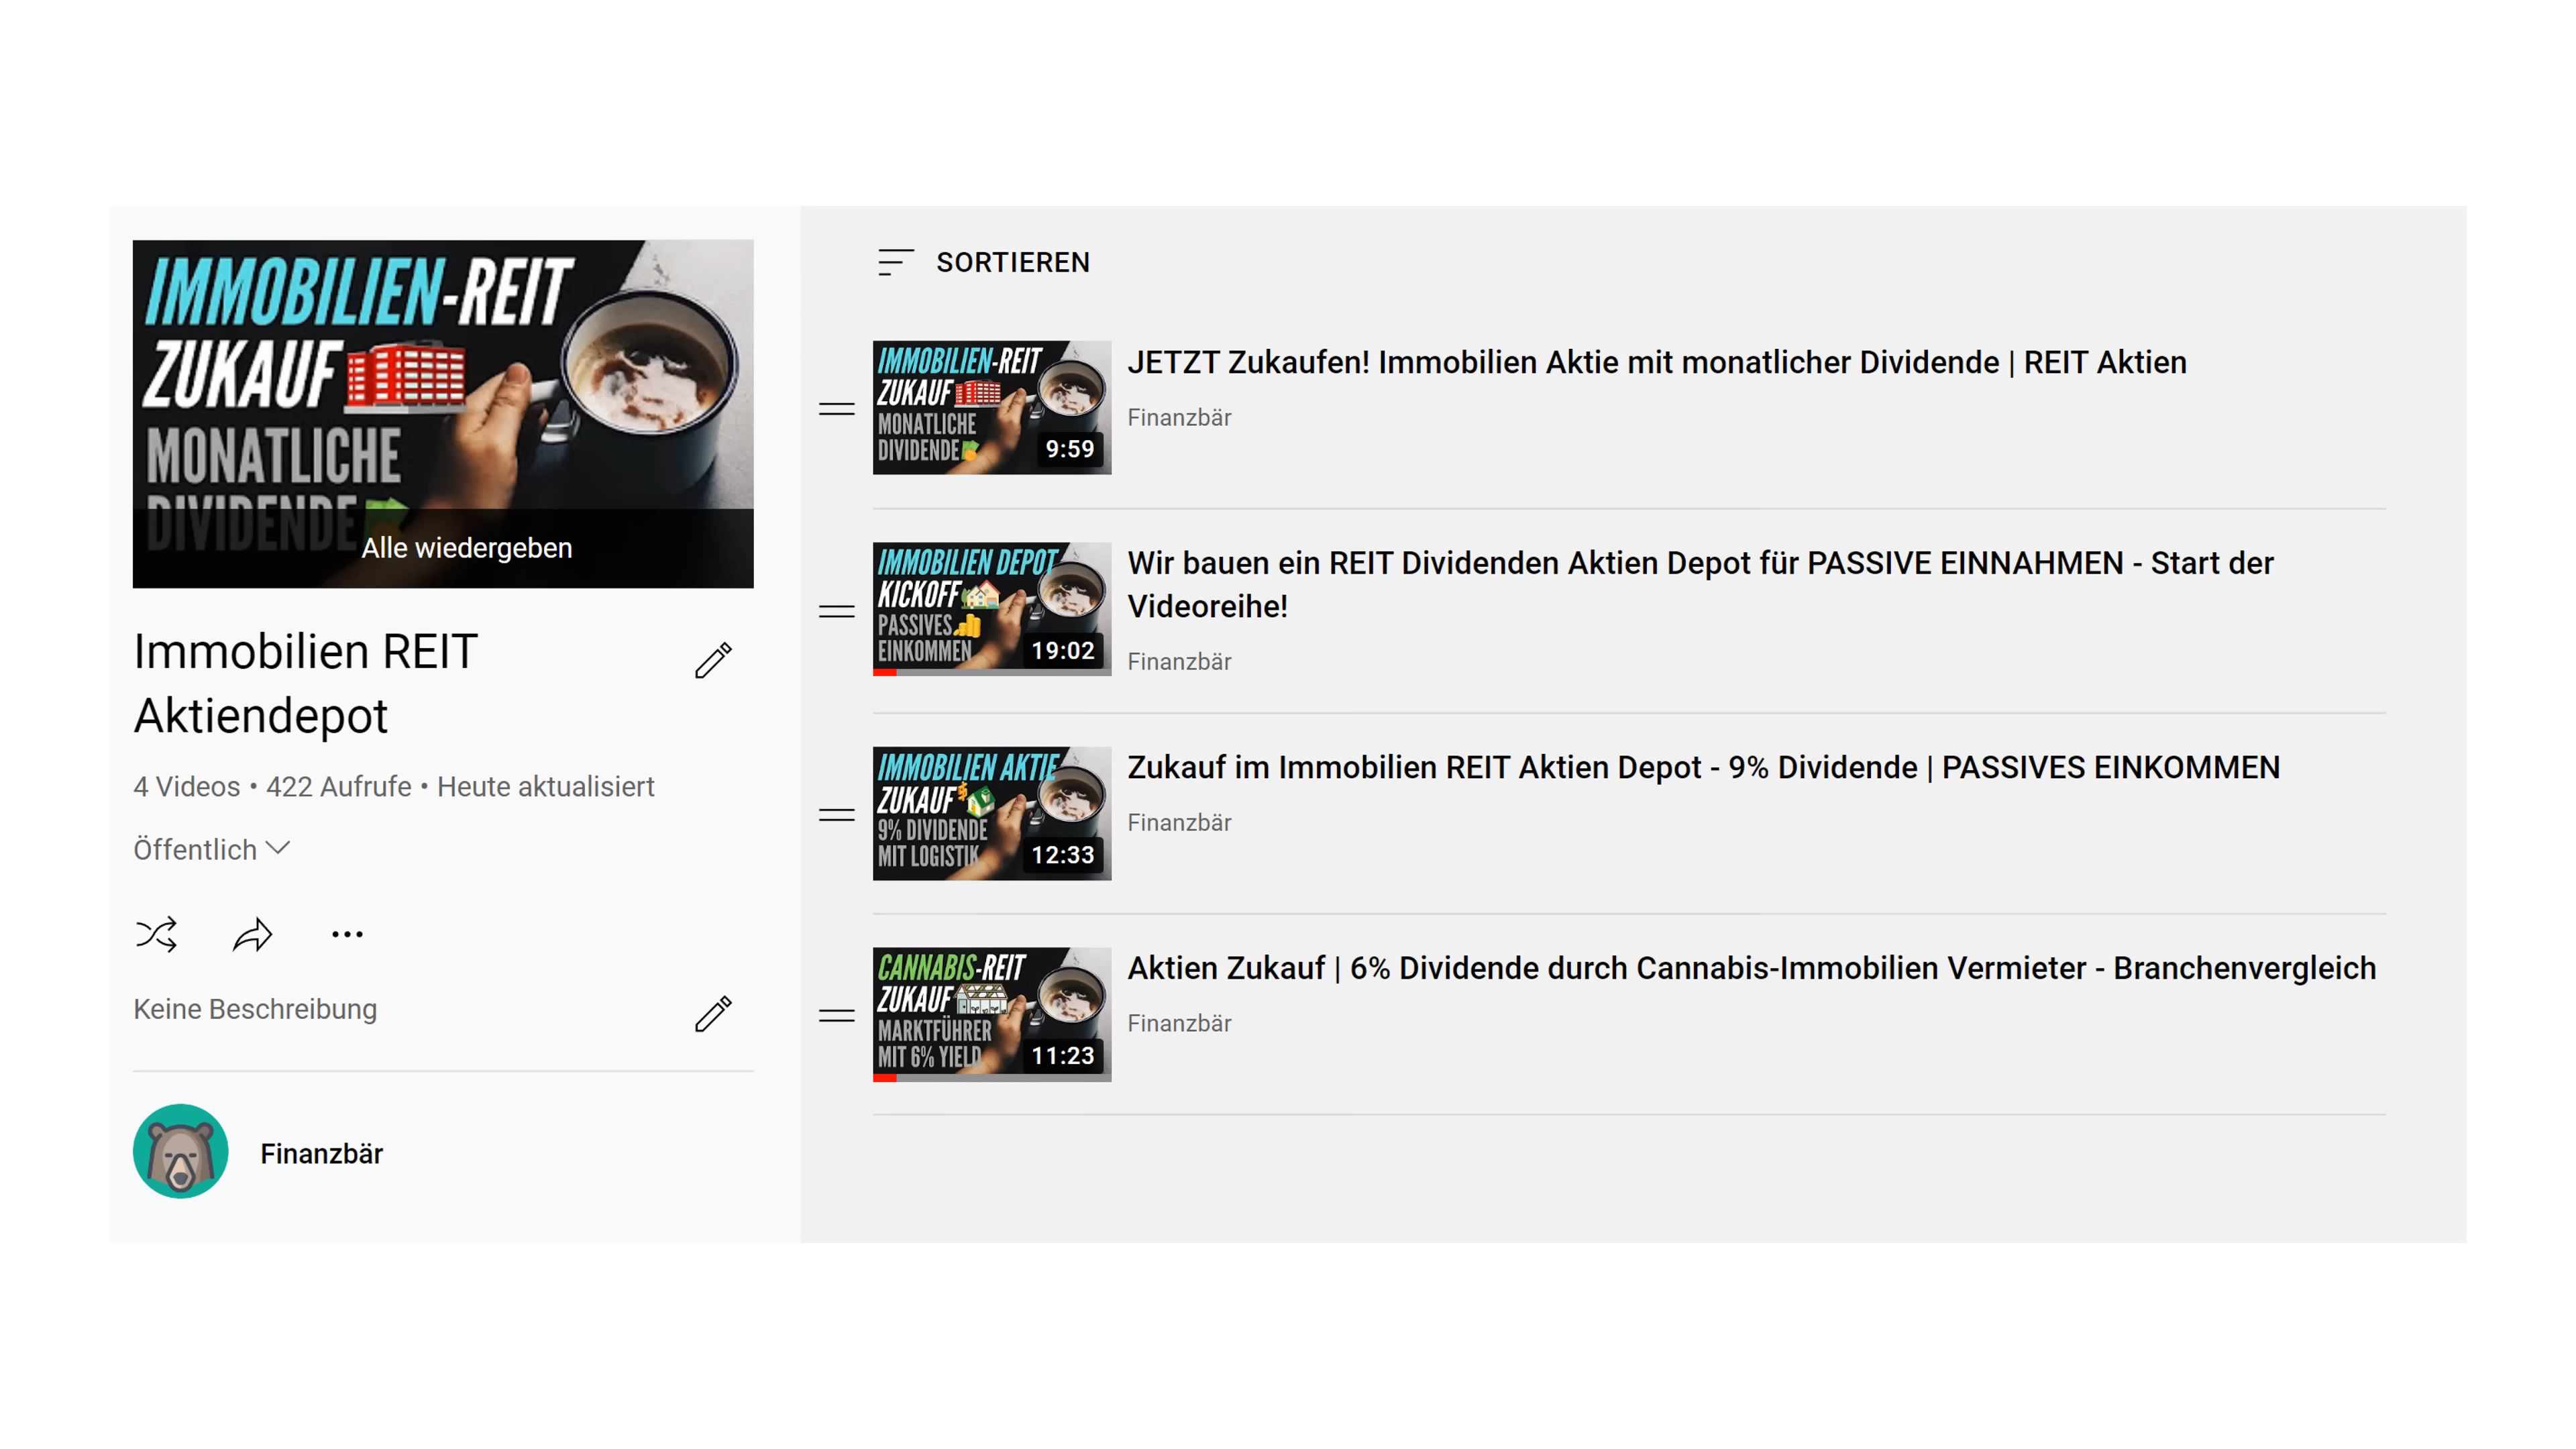 IMMOBILIEN-REIT
ZUKAUF
MONATLICHE
DIVIDENDE
Alle wiedergeben
Immobilien REIT
Aktiendepot
4 Videos • 422 Aufrufe • Heute aktualisiert
Öffentlich
Keine Beschreibung
Finanzbär
SORTIEREN
IMMOBILIEN-REIT
ZUKAUF
MONATLICHE
DIVIDENDE
9:59
JETZT Zukaufen! Immobilien Aktie mit monatlicher Dividende | REIT Aktien
Finanzbär
IMMOBILIEN DEPOT
KICKOFF
PASSIVES
EINKOMMEN
19:02
Wir bauen ein REIT Dividenden Aktien Depot für PASSIVE EINNAHMEN - Start der
Videoreihe!
Finanzbär
IMMOBILIEN AKTIE
ZUKAUF
9% DIVIDENDE
MIT LOGISTIK
12:33
Zukauf im Immobilien REIT Aktien Depot - 9% Dividende | PASSIVES EINKOMMEN
Finanzbär
CANNABIS-REIT
ZUKAUF
MARKTFÜHRER
MIT 6% YIELD
11:23
Aktien Zukauf | 6% Dividende durch Cannabis-Immobilien Vermieter - Branchenvergleich
Finanzbär